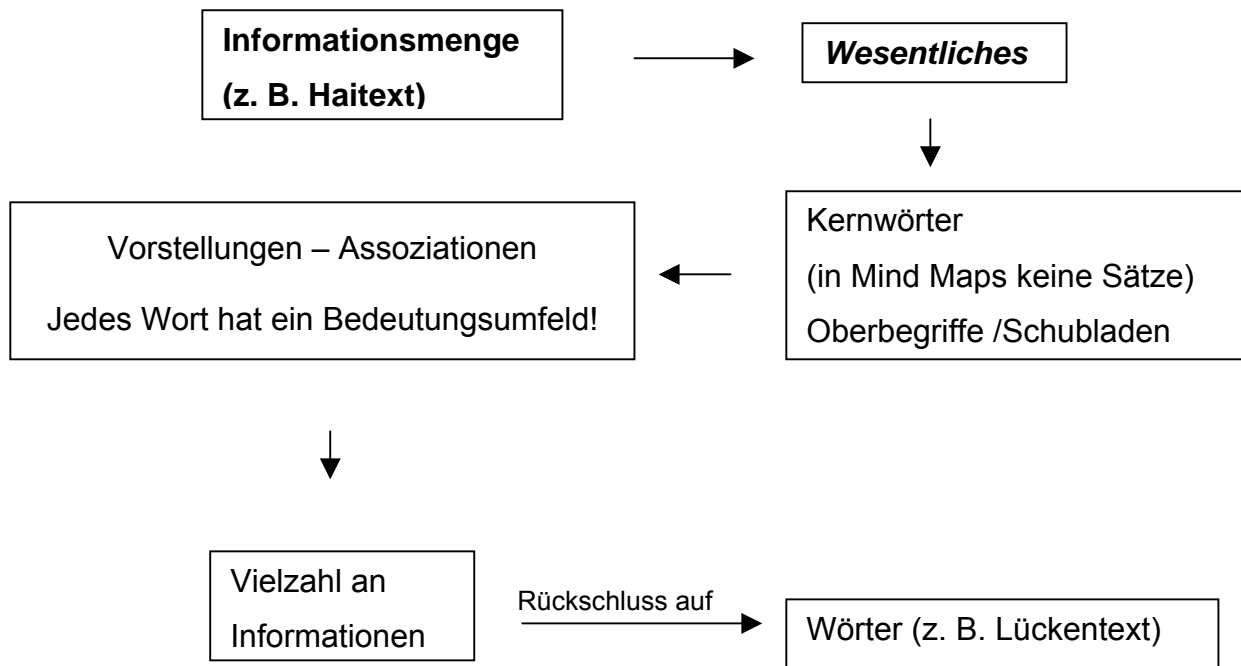 Informationsmenge
(z. B. Haitext)
Wesentliches
Kernwörter
(in Mind Maps keine Sätze)
Oberbegriffe /Schubladen
Vorstellungen – Assoziationen
Jedes Wort hat ein Bedeutungsumfeld!
Vielzahl an
Informationen
Rückschluss auf
Wörter (z. B. Lückentext)